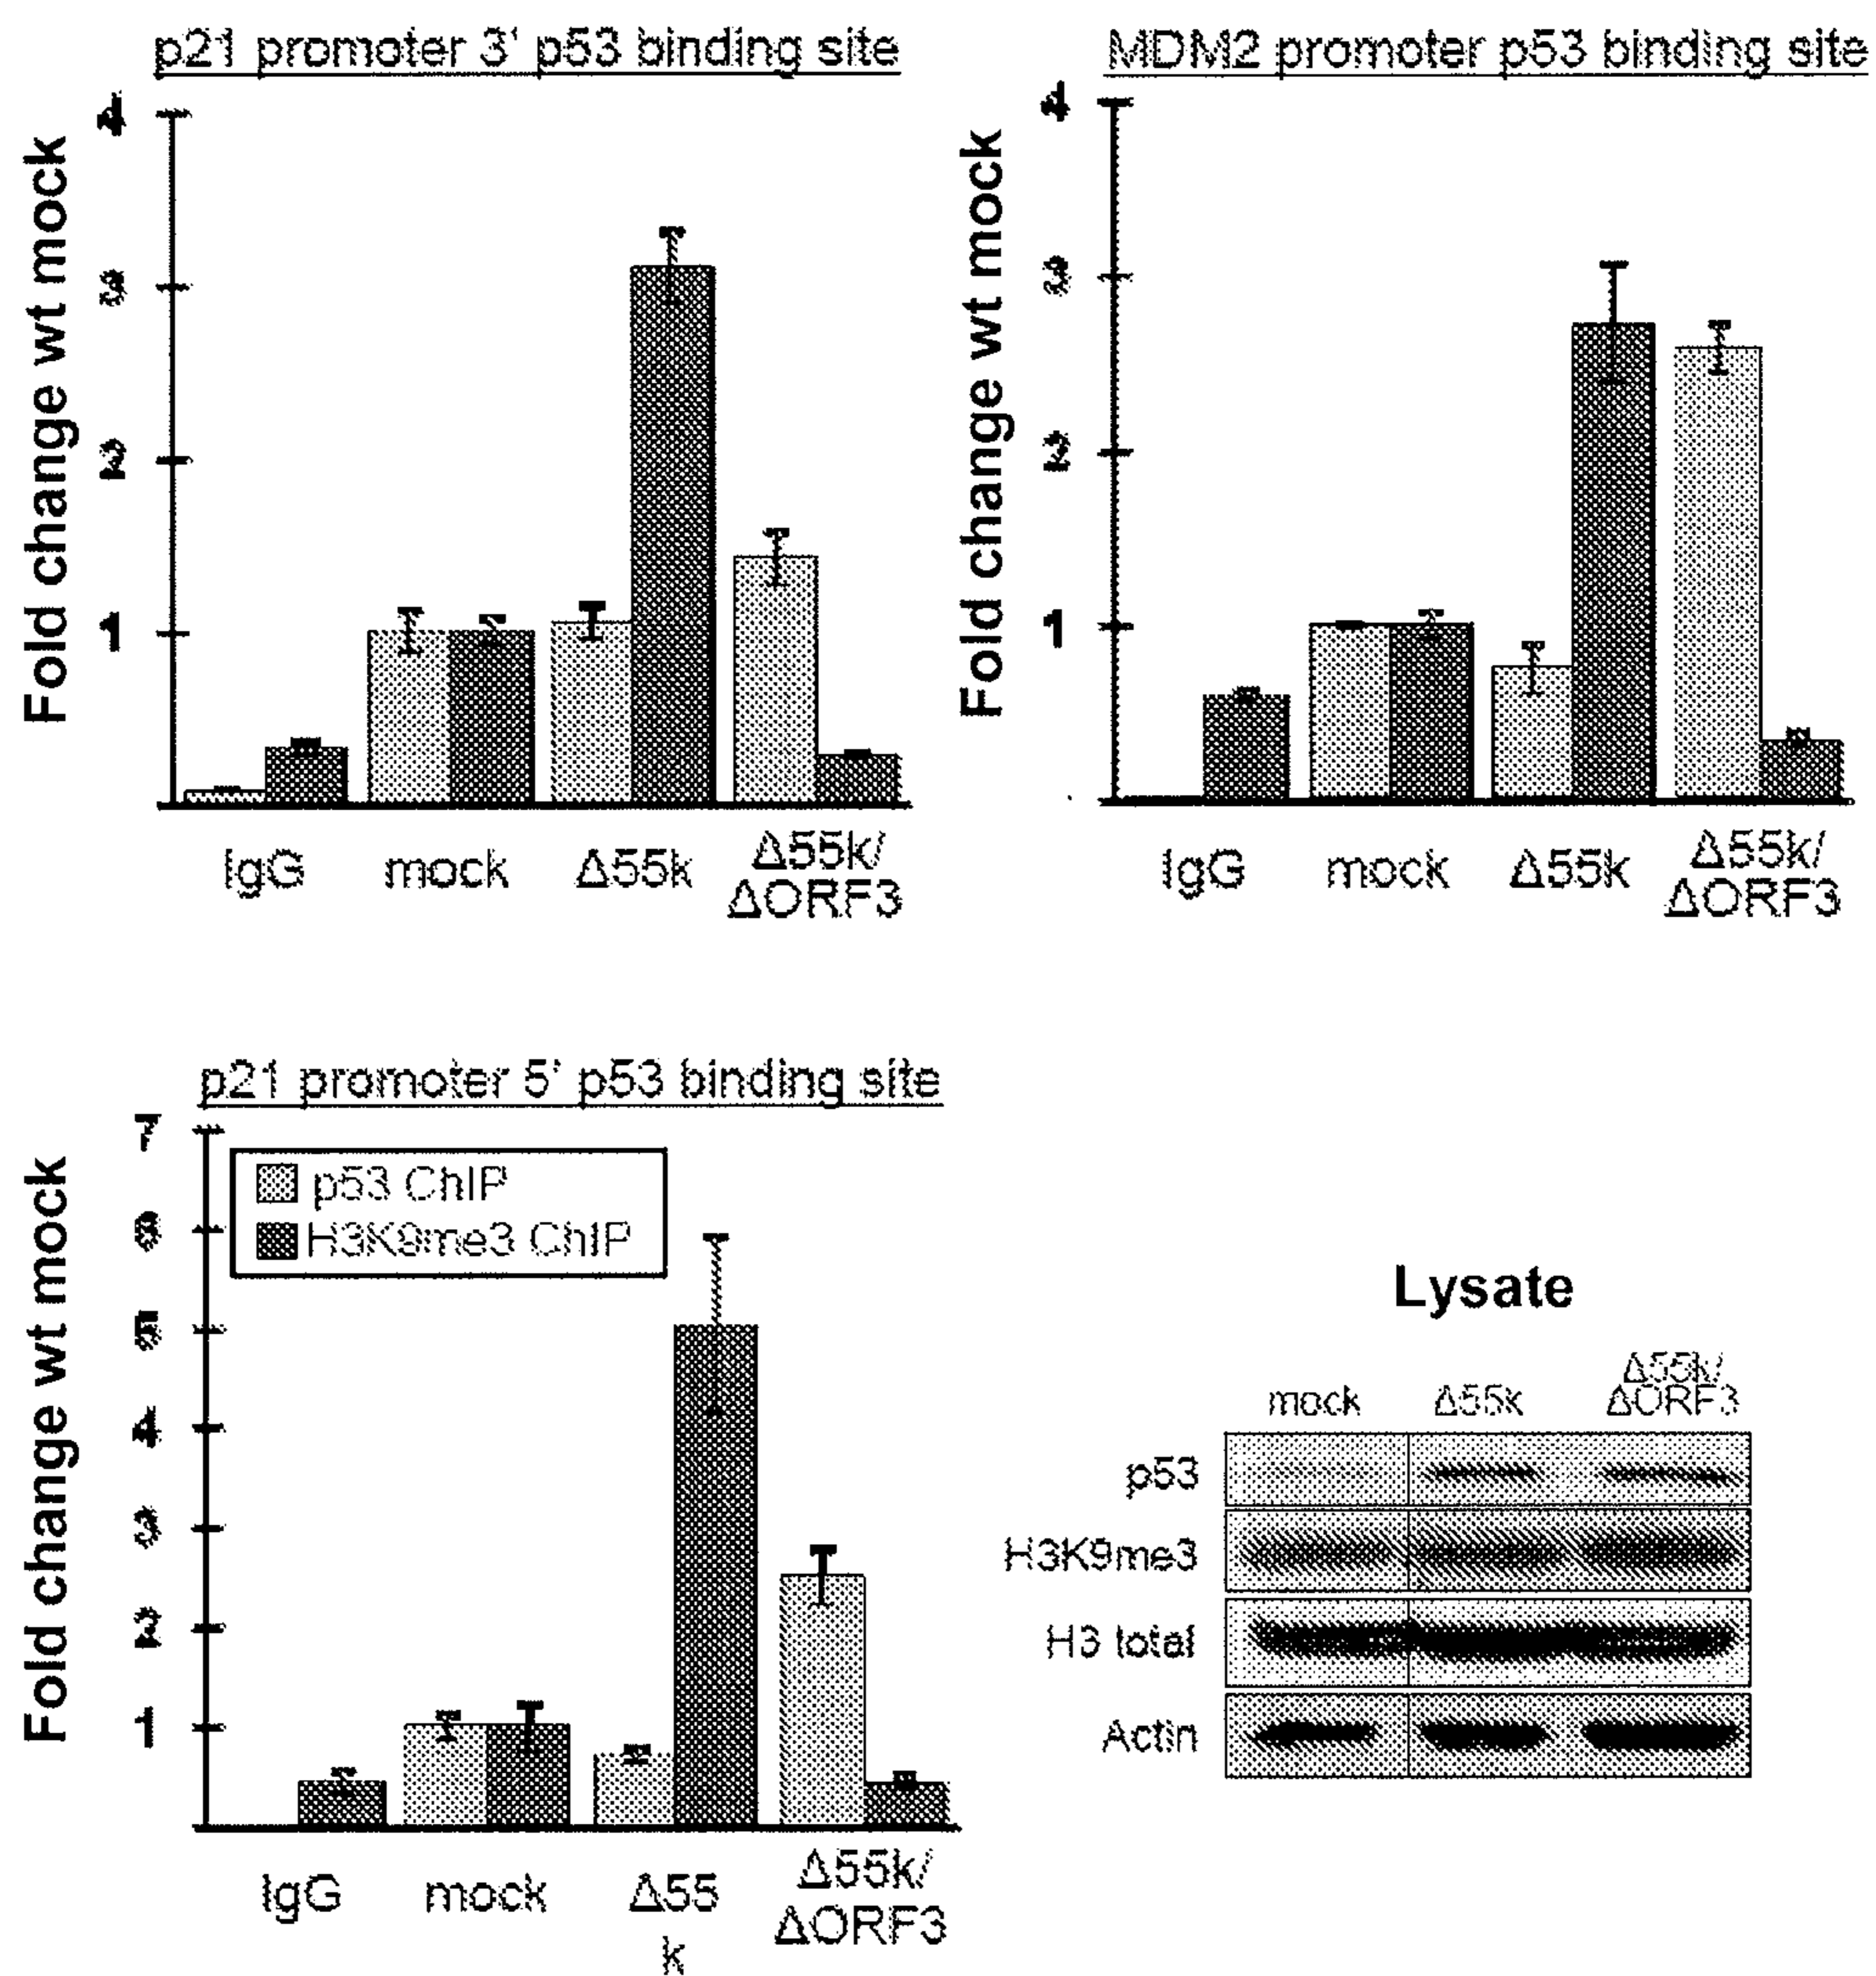 p21 promoter 3' p53 binding site
Fold change wt mock
4
3
2
1
IgG
mock
Δ55k
Δ55k/
ΔORF3
MDM2 promoter p53 binding site
Fold change wt mock
4
3
2
1
IgG
mock
Δ55k
Δ55k/
ΔORF3
p21 promoter 5' p53 binding site
Fold change wt mock
7
6
5
4
3
2
1
p53 ChIP
H3K9me3 ChIP
IgG
mock
Δ55
k
Δ55k/
ΔORF3
Lysate
mock
Δ55k
Δ55k/
ΔORF3
p53
H3K9me3
H3 total
Actin